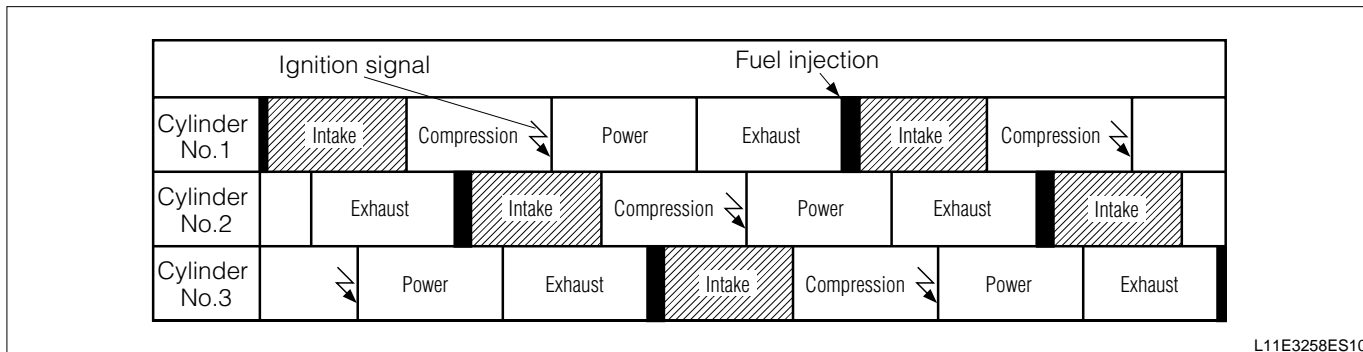 Ignition signal Fuel injection
Cylinder No.1 Intake Compression Power Exhaust Intake Compression
Cylinder No.2 Exhaust Intake Compression Power Exhaust Intake
Cylinder No.3 Power Exhaust Intake Compression Power Exhaust
L11E3258ES10